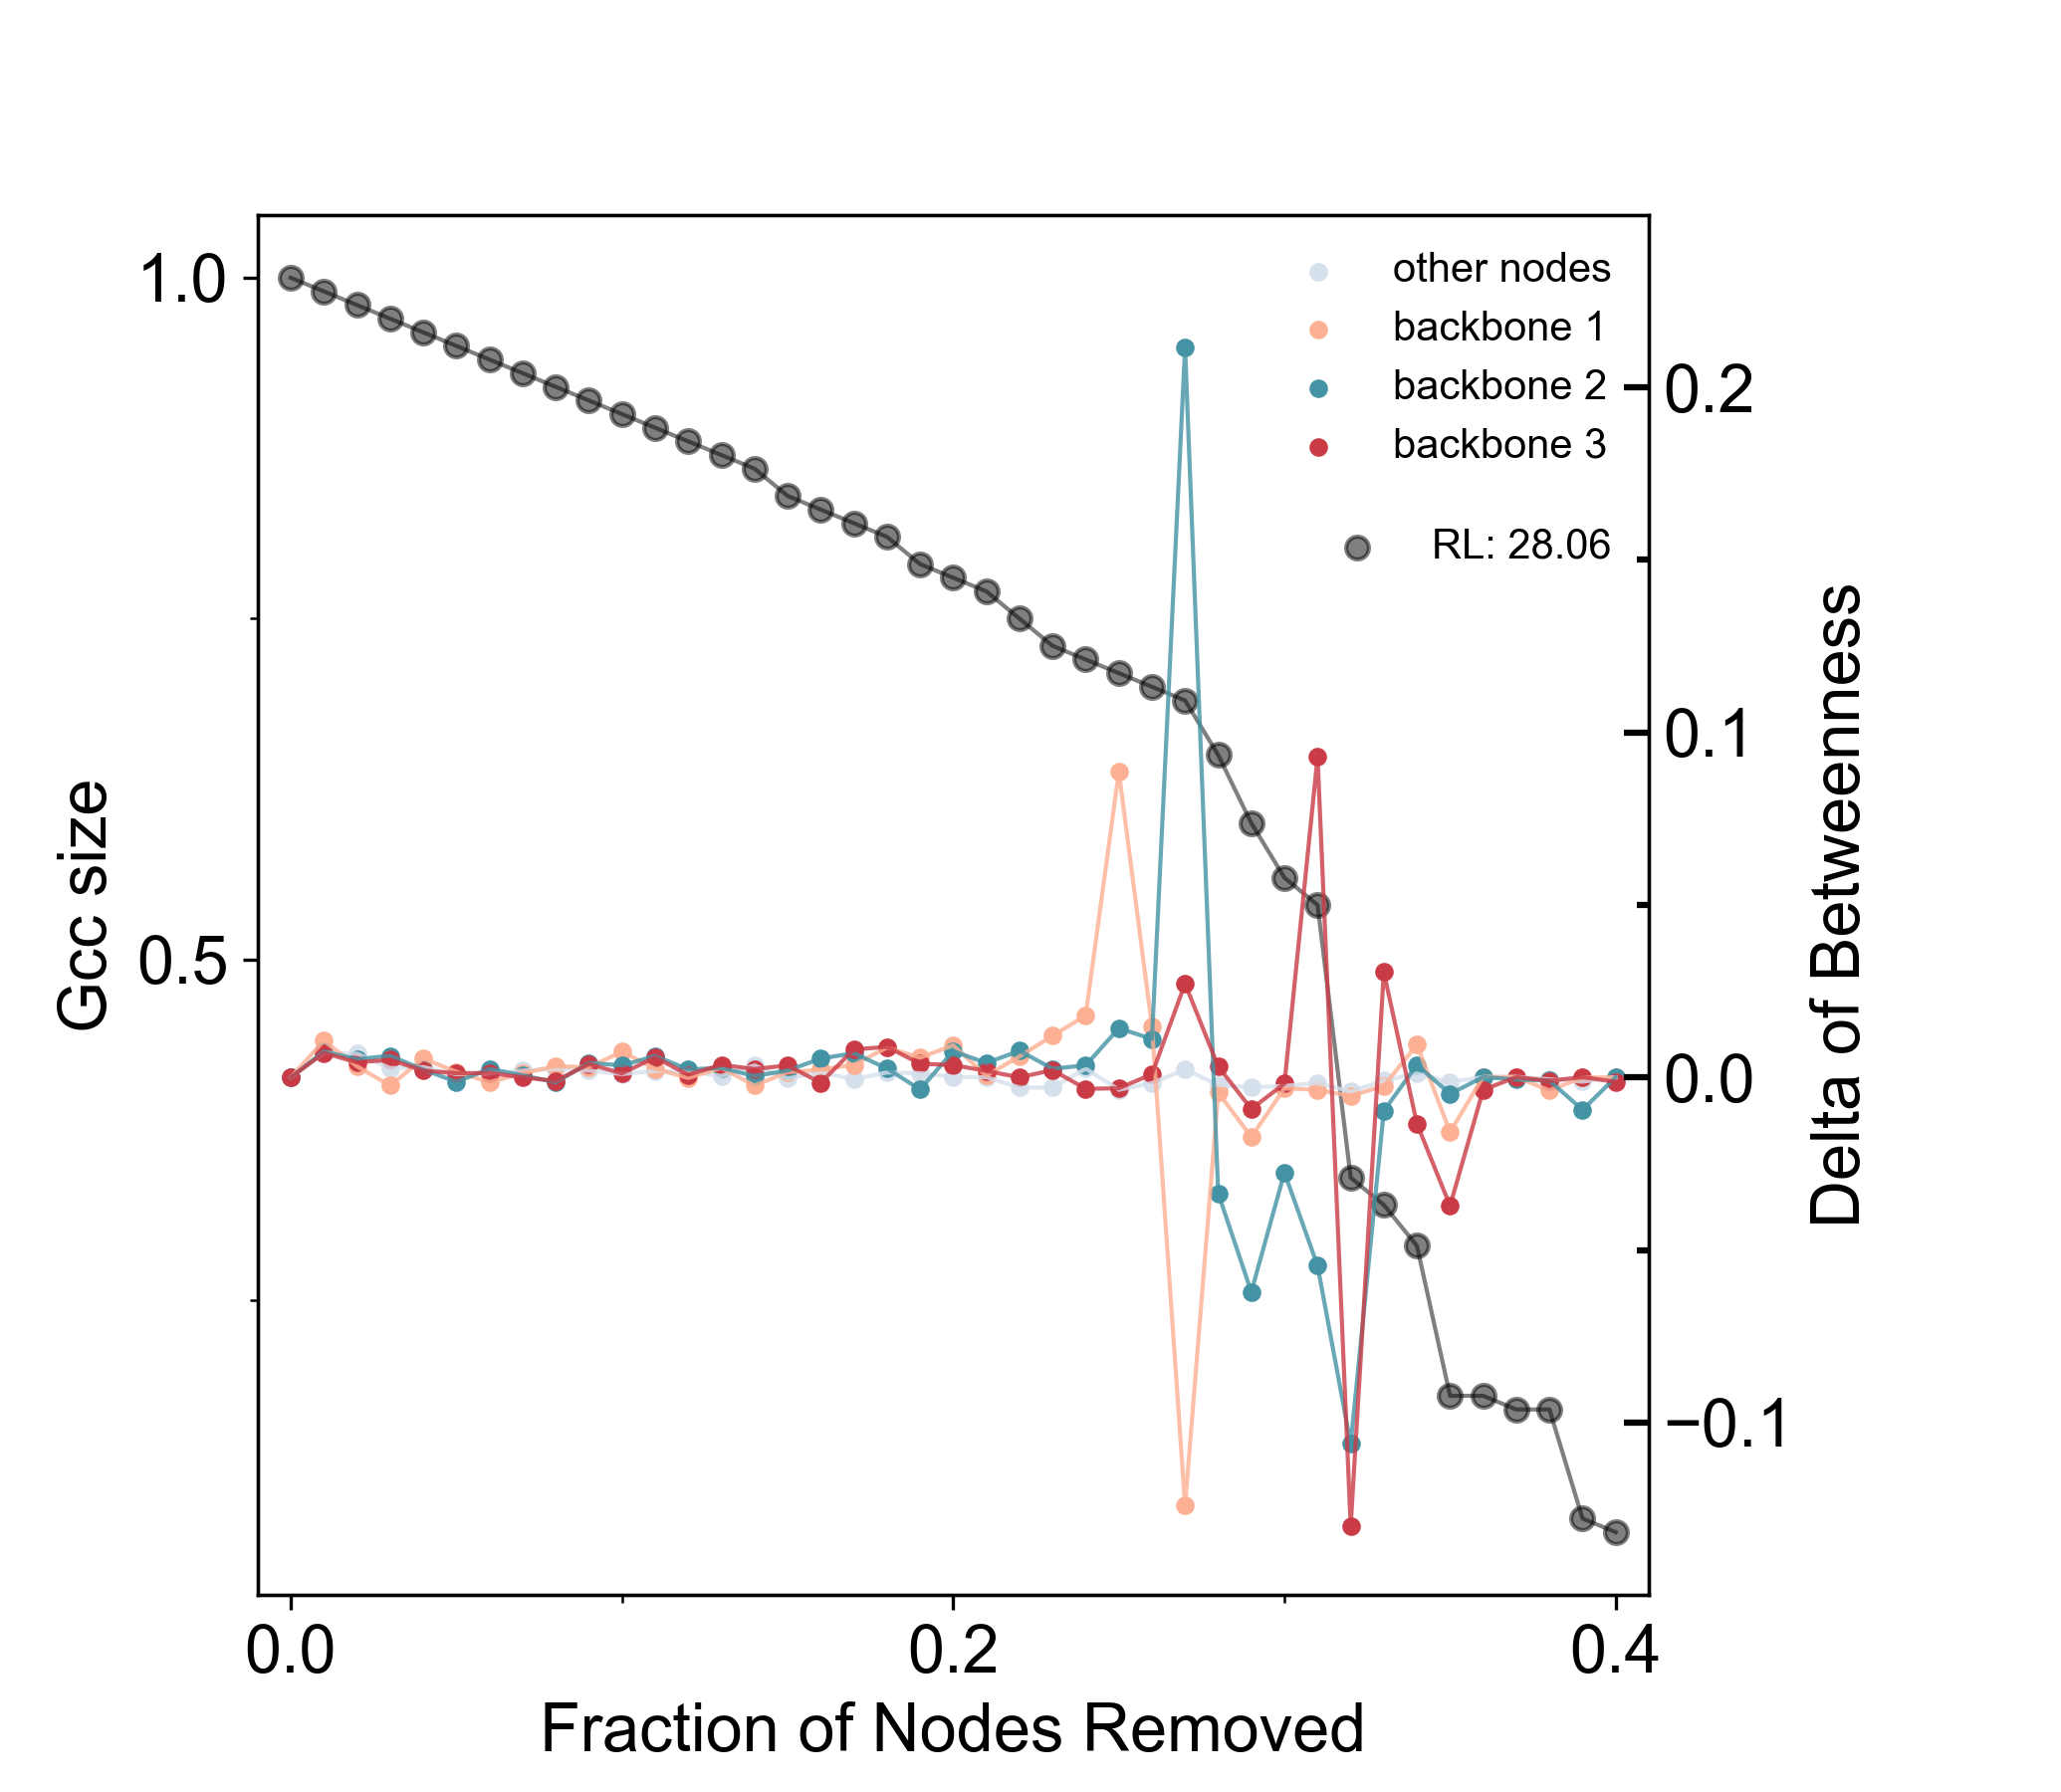 other nodes
backbone 1
backbone 2
backbone 3
RL: 28.06
1.0
0.5
Gcc size
0.2
0.1
0.0
−0.1
Delta of Betweenness
0.0
0.2
0.4
Fraction of Nodes Removed